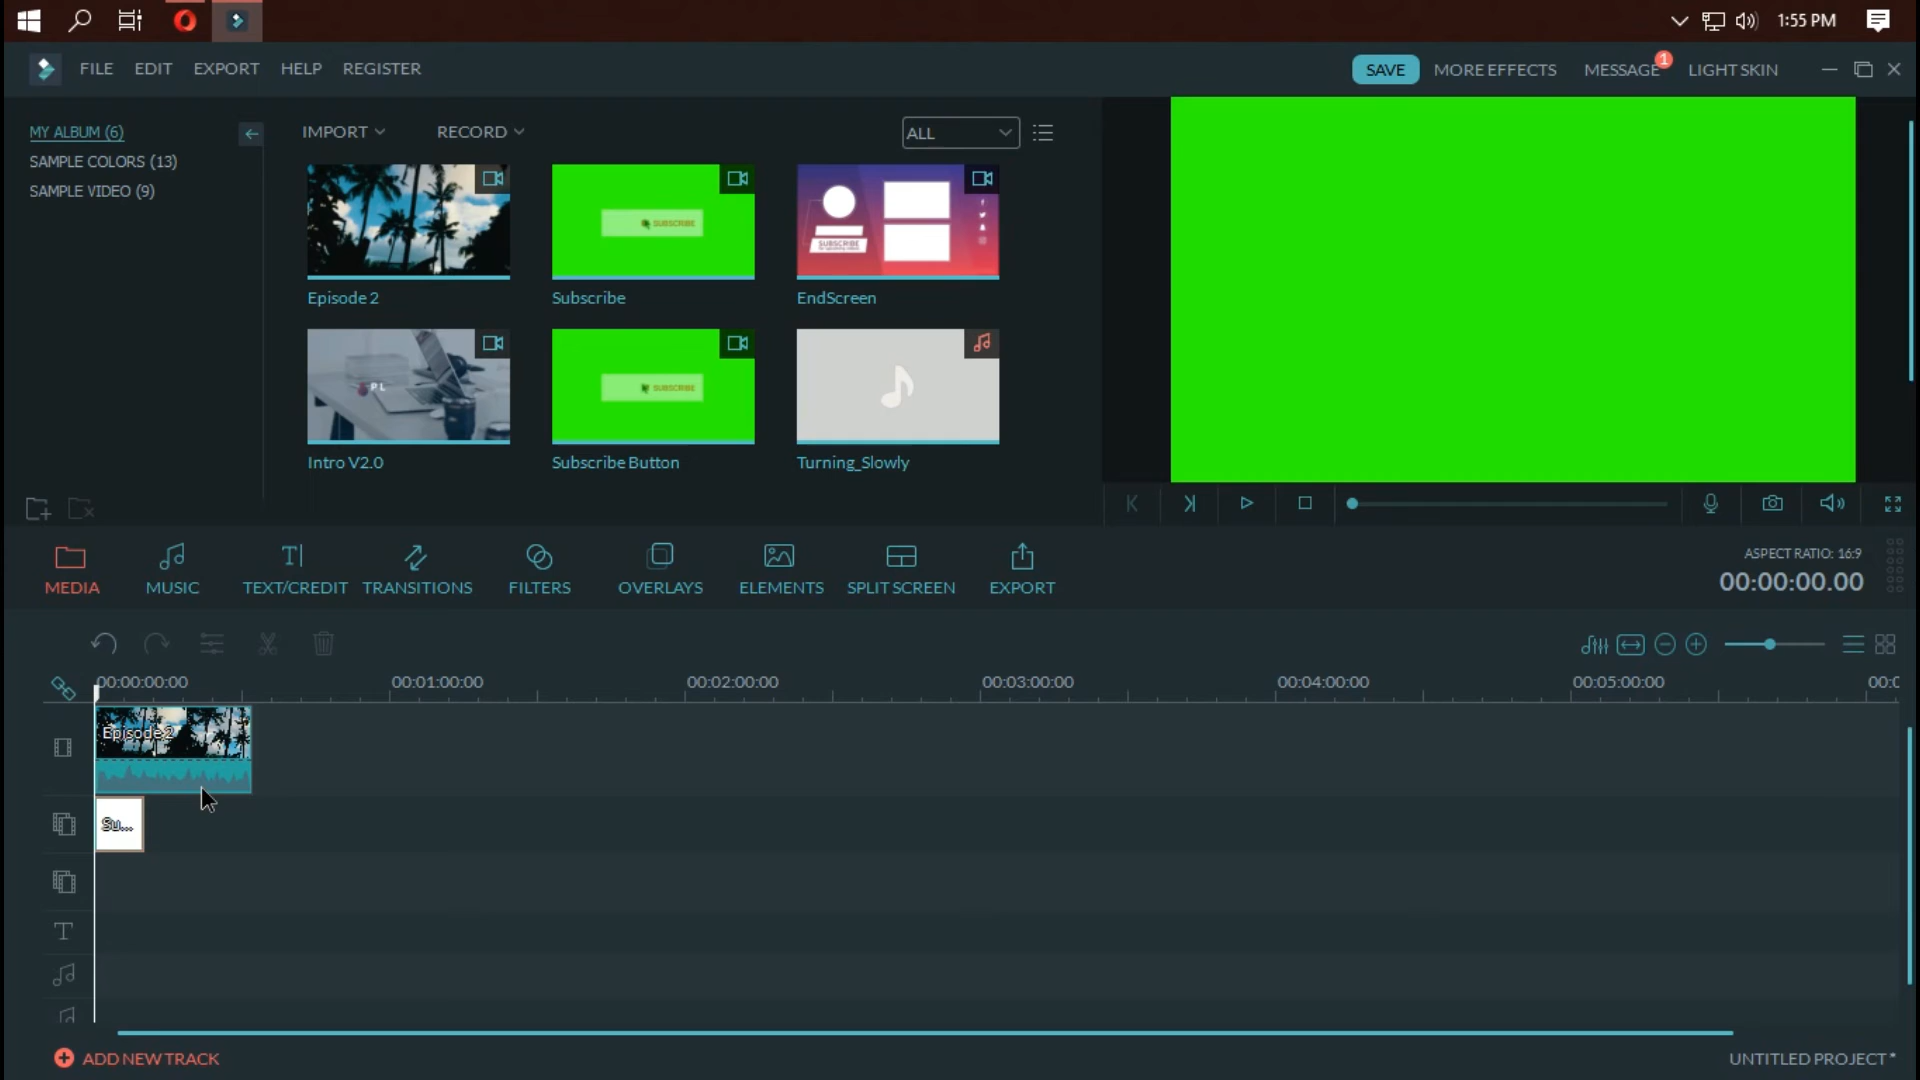 1:55 PM
FILE EDIT EXPORT HELP REGISTER
SAVE MORE EFFECTS MESSAGE 1 LIGHT SKIN
MY ALBUM (6)
SAMPLE COLORS (13)
SAMPLE VIDEO (9)
IMPORT RECORD ALL
SUBSCRIBE
SUBSCRIBE
Episode 2 Subscribe EndScreen
PL
SUBSCRIBE
Intro V2.0 Subscribe Button Turning_Slowly
MEDIA MUSIC TEXT/CREDIT TRANSITIONS FILTERS OVERLAYS ELEMENTS SPLIT SCREEN EXPORT
ASPECT RATIO: 16:9
00:00:00.00
00:00:00:00 00:01:00:00 00:02:00:00 00:03:00:00 00:04:00:00 00:05:00:00
Episode 2
Su...
T
ADD NEW TRACK
UNTITLED PROJECT *